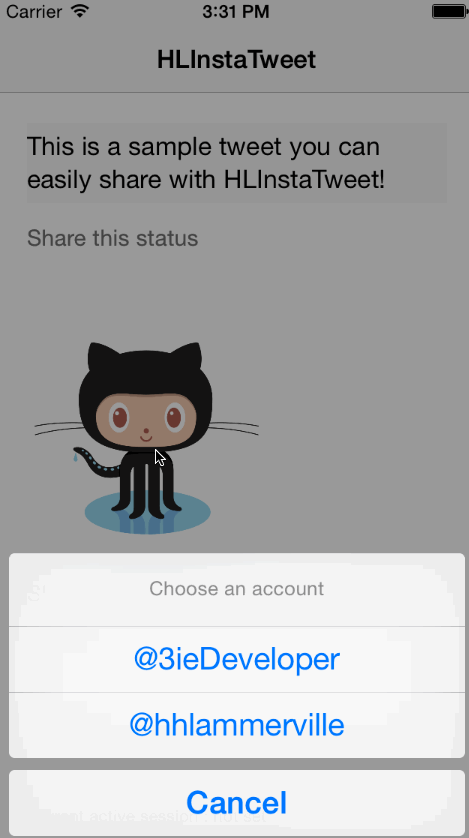 Carrier 3:31 PM
HLInstaTweet
This is a sample tweet you can
easily share with HLInstaTweet!
Share this status
Choose an account
@3ieDeveloper
@hhlammerville
Cancel